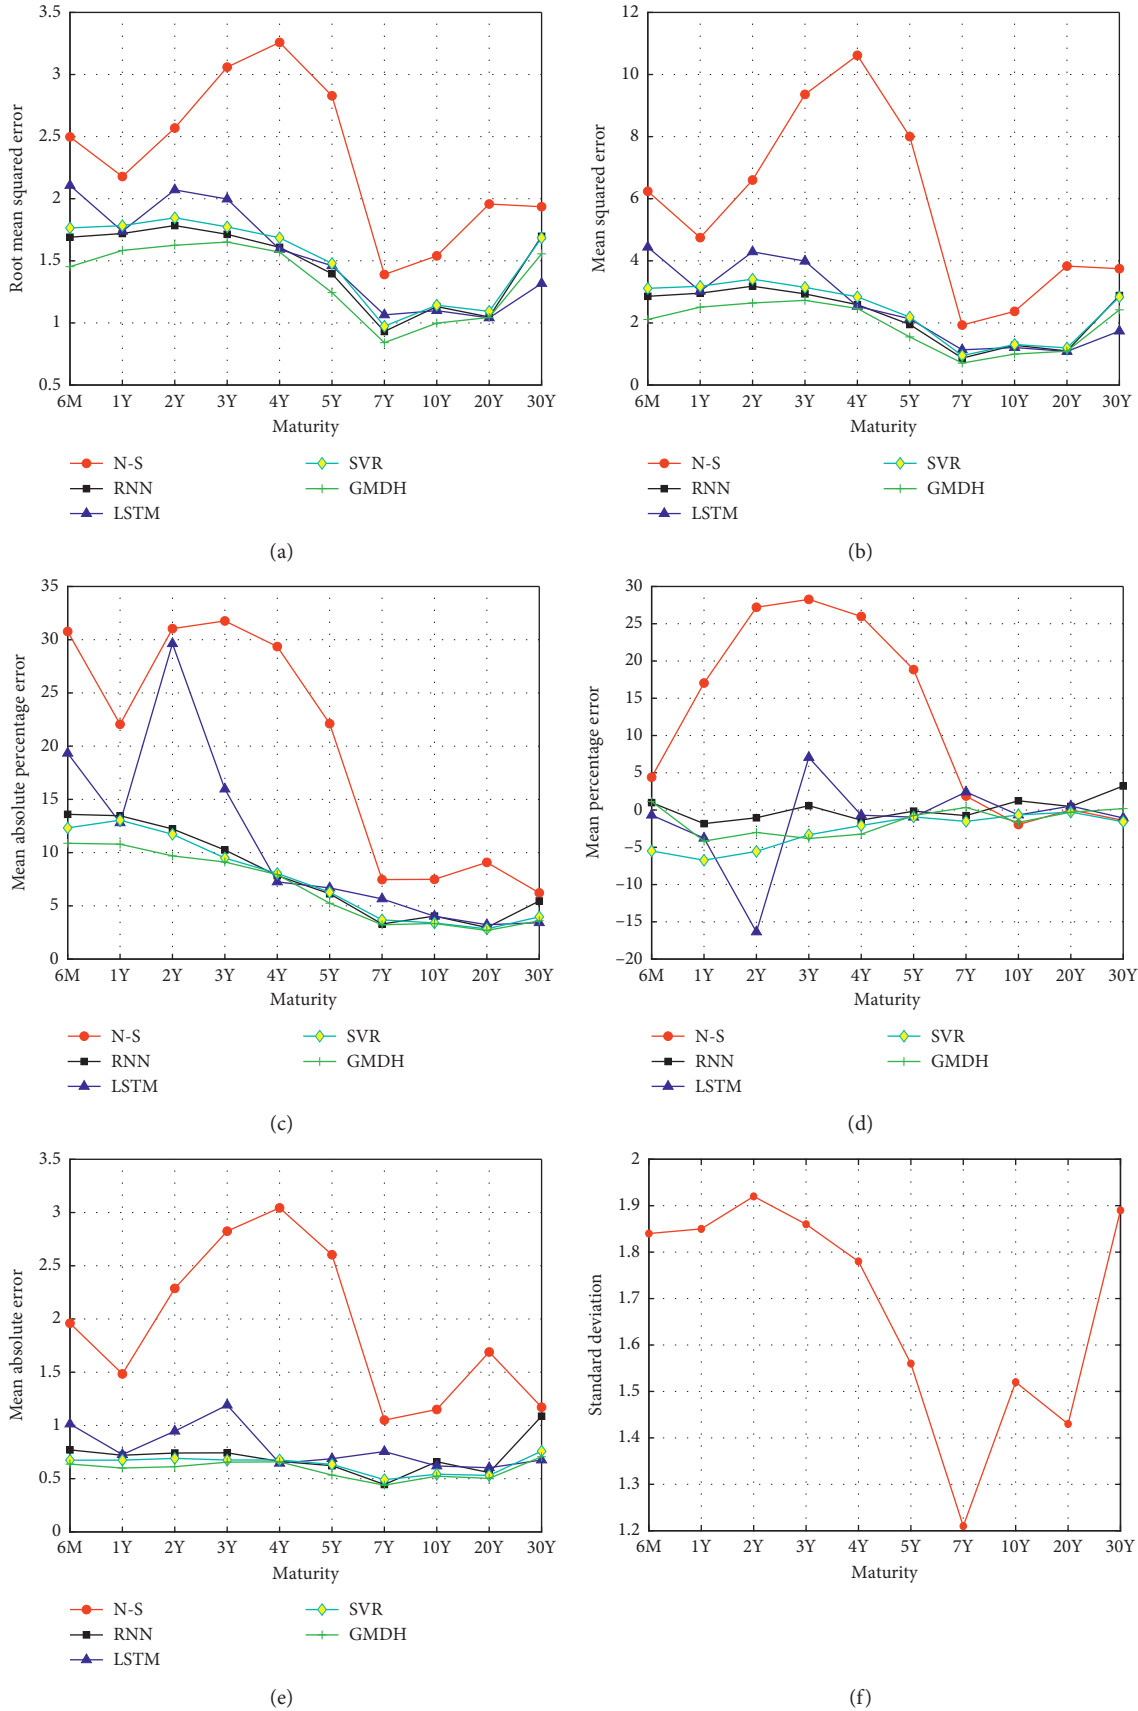 3.5
3
2.5
2
1.5
1
0.5
Root mean squared error
6M 1Y 2Y 3Y 4Y 5Y 7Y 10Y 20Y 30Y
Maturity
N-S
RNN
LSTM
SVR
GMDH
(a)
12
10
8
6
4
2
0
Mean squared error
6M 1Y 2Y 3Y 4Y 5Y 7Y 10Y 20Y 30Y
Maturity
N-S
RNN
LSTM
SVR
GMDH
(b)
35
30
25
20
15
10
5
0
Mean absolute percentage error
6M 1Y 2Y 3Y 4Y 5Y 7Y 10Y 20Y 30Y
Maturity
N-S
RNN
LSTM
SVR
GMDH
(c)
30
25
20
15
10
5
0
−5
−10
−15
−20
Mean percentage error
6M 1Y 2Y 3Y 4Y 5Y 7Y 10Y 20Y 30Y
Maturity
N-S
RNN
LSTM
SVR
GMDH
(d)
3.5
3
2.5
2
1.5
1
0.5
0
Mean absolute error
6M 1Y 2Y 3Y 4Y 5Y 7Y 10Y 20Y 30Y
Maturity
N-S
RNN
LSTM
SVR
GMDH
(e)
2
1.9
1.8
1.7
1.6
1.5
1.4
1.3
1.2
Standard deviation
6M 1Y 2Y 3Y 4Y 5Y 7Y 10Y 20Y 30Y
Maturity
(f)